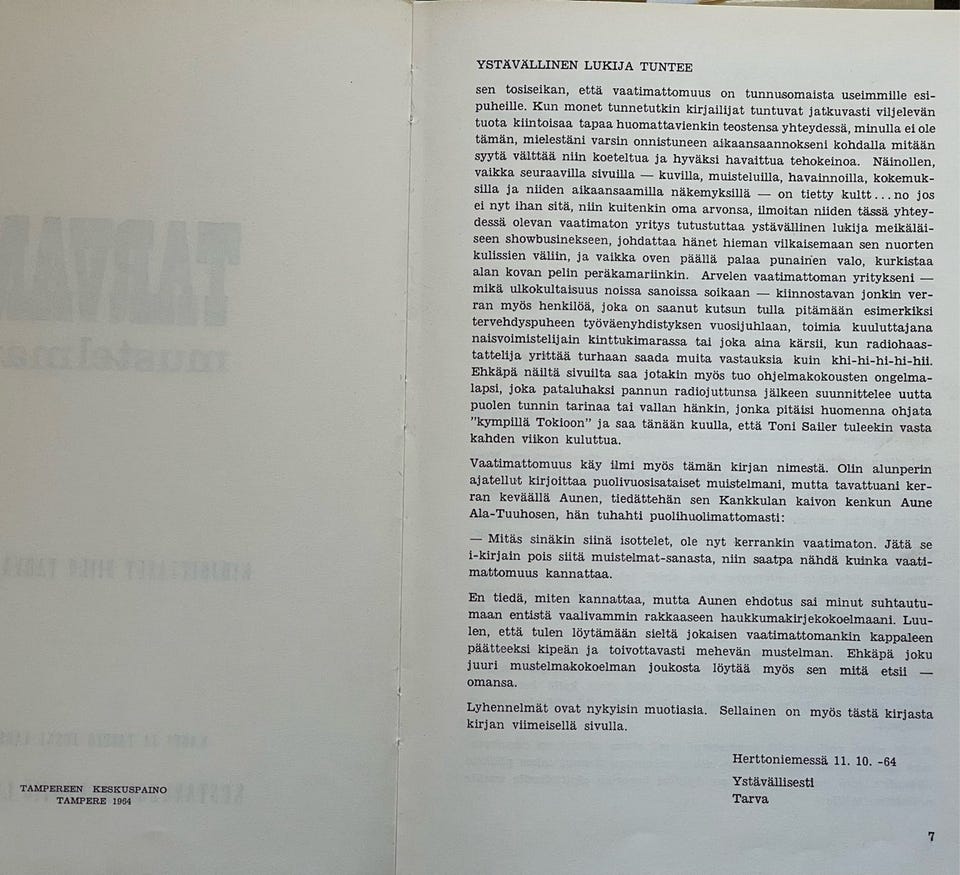 TAMPEREEN KESKUSPAINO
TAMPERE 1964
YSTÄVÄLLINEN LUKIJA TUNTEE
sen tosiseikan, että vaatimattomuus on tunnusomaista useimmille esi-
puheille. Kun monet tunnetutkin kirjailijat tuntuvat jatkuvasti viljelevän
tuota kiintoisaa tapaa huomattavienkin teostensa yhteydessä, minulla ei ole
tämän, mielestäni varsin onnistuneen aikaansaannokseni kohdalla mitään
syytä välttää niin koeteltua ja hyväksi havaittua tehokeinoa. Näinollen,
vaikka seuraavilla sivuilla — kuvilla, muisteluilla, havainnoilla, kokemuk-
silla ja niiden aikaansaamilla näkemyksillä — on tietty kultt...no jos
ei nyt ihan sitä, niin kuitenkin oma arvonsa, ilmoitan niiden tässä yhtey-
dessä olevan vaatimaton yritys tutustuttaa ystävällinen lukija meikäläi-
seen showbusinekseen, johdattaa hänet hieman vilkaisemaan sen nuorten
kulissien väliin, ja vaikka oven päällä palaa punainen valo, kurkistaa
alan kovan pelin peräkamariinkin. Arvelen vaatimattoman yritykseni —
mikä ulkokultaisuus noissa sanoissa soikaan — kiinnostavan jonkin ver-
ran myös henkilöä, joka on saanut kutsun tulla pitämään esimerkiksi
tervehdyspuheen työväenyhdistyksen vuosijuhlaan, toimia kuuluttajana
naisvoimistelijain kinttukimarassa tai joka aina kärsii, kun radiohaas-
tattelija yrittää turhaan saada muita vastauksia kuin khi-hi-hi-hi-hii.
Ehkäpä näiltä sivuilta saa jotakin myös tuo ohjelmakokousten ongelma-
lapsi, joka pataluhaksi pannun radiojuttunsa jälkeen suunnittelee uutta
puolen tunnin tarinaa tai vallan hänkin, jonka pitäisi huomenna ohjata
"kympillä Tokioon" ja saa tänään kuulla, että Toni Sailer tuleekin vasta
kahden viikon kuluttua.
Vaatimattomuus käy ilmi myös tämän kirjan nimestä. Olin alunperin
ajatellut kirjoittaa puolivuosisataiset muistelmani, mutta tavattuani ker-
ran keväällä Aunen, tiedättehän sen Kankkulan kaivon kenkun Aune
Ala-Tuuhosen, hän tuhahti puolihuolimattomasti:
— Mitäs sinäkin siinä isottelet, ole nyt kerrankin vaatimaton. Jätä se
i-kirjain pois siitä muistelmat-sanasta, niin saatpa nähdä kuinka vaati-
mattomuus kannattaa.
En tiedä, miten kannattaa, mutta Aunen ehdotus sai minut suhtautu-
maan entistä vaalivammin rakkaaseen haukkumakirjekokoelmaani. Luu-
len, että tulen löytämään sieltä jokaisen vaatimattomankin kappaleen
päätteeksi kipeän ja toivottavasti mehevän mustelman. Ehkäpä joku
juuri mustelmakokoelman joukosta löytää myös sen mitä etsii —
omansa.
Lyhennelmät ovat nykyisin muotiasia. Sellainen on myös tästä kirjasta
kirjan viimeisellä sivulla.
Herttoniemessä 11. 10. -64
Ystävällisesti
Tarva
7